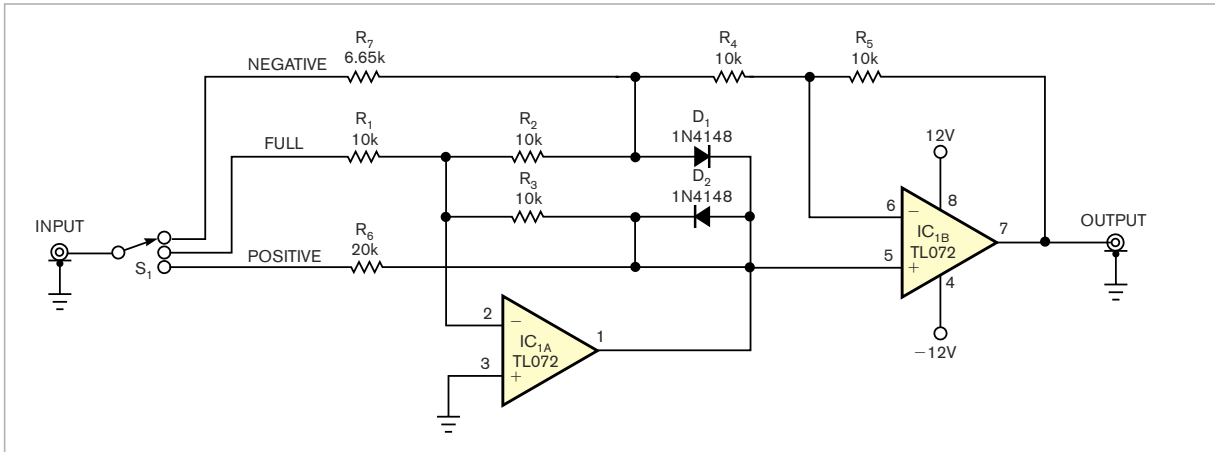 R7
6.65k
NEGATIVE
R4
10k
R5
10k
R1
10k
FULL
R2
10k
D1
1N4148
R3
10k
D2
1N4148
12V
INPUT
S1
POSITIVE
R6
20k
6
−
8
IC1B
TL072
7
OUTPUT
5
+
4
−12V
2
−
IC1A
TL072
1
3
+